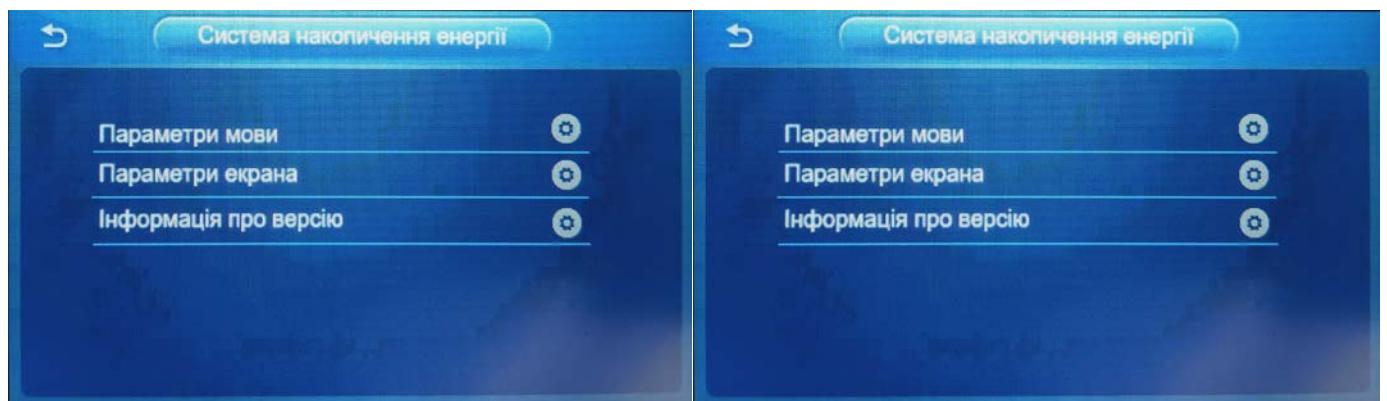 Система накопичення енергії
Параметри мови
Параметри екрана
Інформація про версію
Система накопичення енергії
Параметри мови
Параметри екрана
Інформація про версію